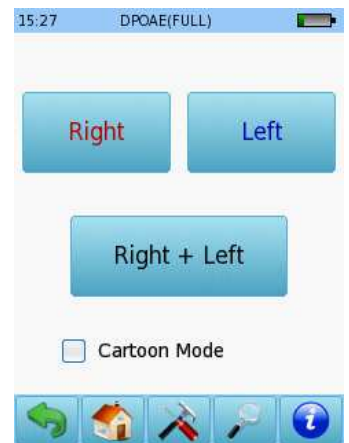 15:27 DPOAE(FULL)
Right Left
Right + Left
Cartoon Mode
i